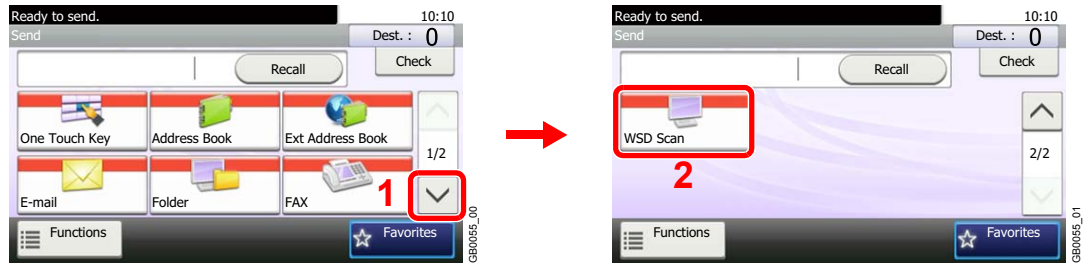 Ready to send.
10:10
Send
Dest. : 0
Recall
Check
One Touch Key
Address Book
Ext Address Book
1/2
E-mail
Folder
FAX
1
Functions
Favorites
GB0055_00
Ready to send.
10:10
Send
Dest. : 0
Recall
Check
WSD Scan
2/2
2
Functions
Favorites
GB0055_01